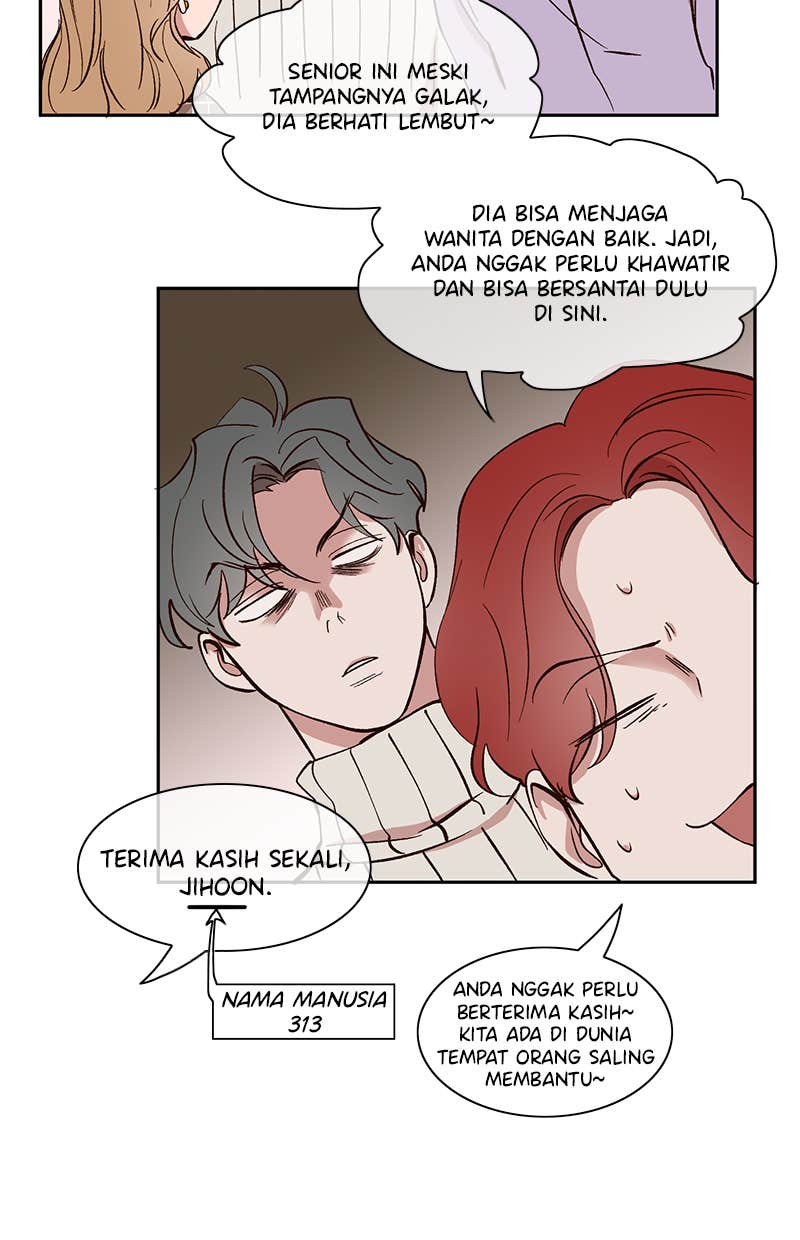 SENIOR INI MESKI
TAMPANGNYA GALAK,
DIA BERHATI LEMBUT~
DIA BISA MENJAGA
WANITA DENGAN BAIK. JADI,
ANDA NGGAK PERLU KHAWATIR
DAN BISA BERSANTAI DULU
DI SINI.
TERIMA KASIH SEKALI,
JIHOON.
NAMA MANUSIA
313
ANDA NGGAK PERLU
BERTERIMA KASIH~
KITA ADA DI DUNIA
TEMPAT ORANG SALING
MEMBANTU~